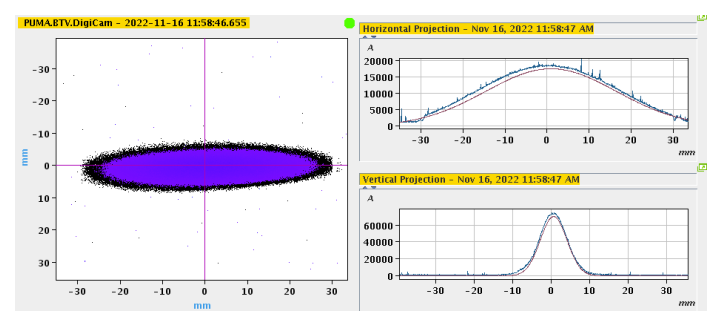 PUMA.BTV.DigiCam - 2022-11-16 11:58:46.655
-30
-20
-10
0
10
20
30
mm
-30 -20 -10 0 10 20 30
mm
Horizontal Projection - Nov 16, 2022 11:58:47 AM
A
20000
15000
10000
5000
0
-30 -20 -10 0 10 20 30
mm
Vertical Projection - Nov 16, 2022 11:58:47 AM
A
60000
40000
20000
0
-30 -20 -10 0 10 20 30
mm